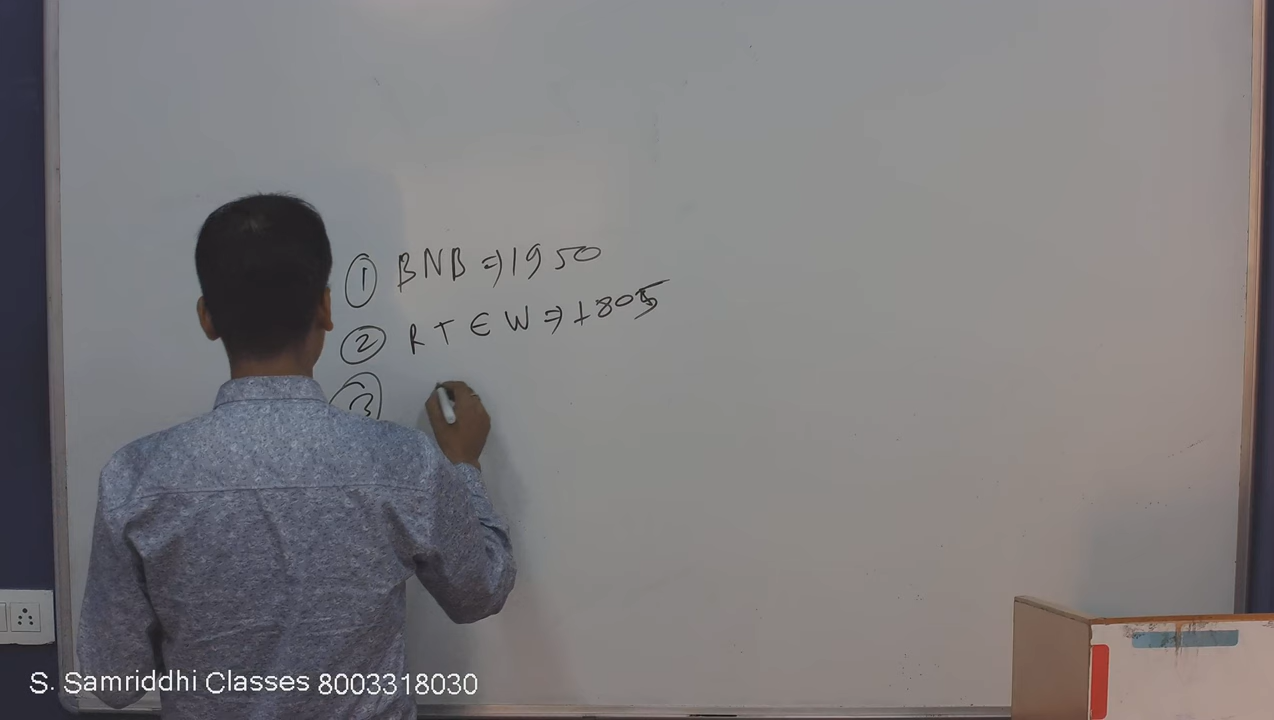 ① BNB ⇒ 1950
② RTEW ⇒ 1805
③
S. Samriddhi Classes 8003318030